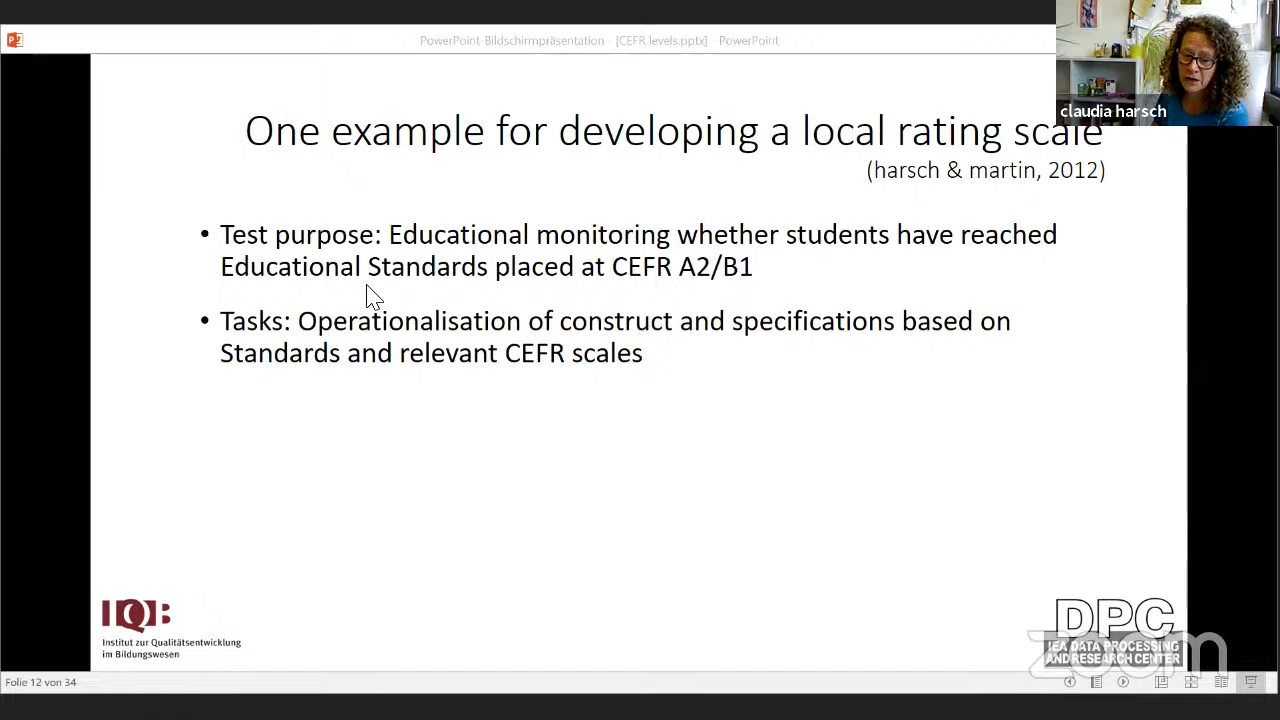 PowerPoint-Bildschirmpräsentation - [CEFR levels.pptx] - PowerPoint
claudia harsch
One example for developing a local rating scale
(harsch & martin, 2012)
• Test purpose: Educational monitoring whether students have reached
Educational Standards placed at CEFR A2/B1
• Tasks: Operationalisation of construct and specifications based on
Standards and relevant CEFR scales
IQB
Institut zur Qualitätsentwicklung
im Bildungswesen
DPC
IEA DATA PROCESSING
AND RESEARCH CENTER
zoom
Folie 12 von 34